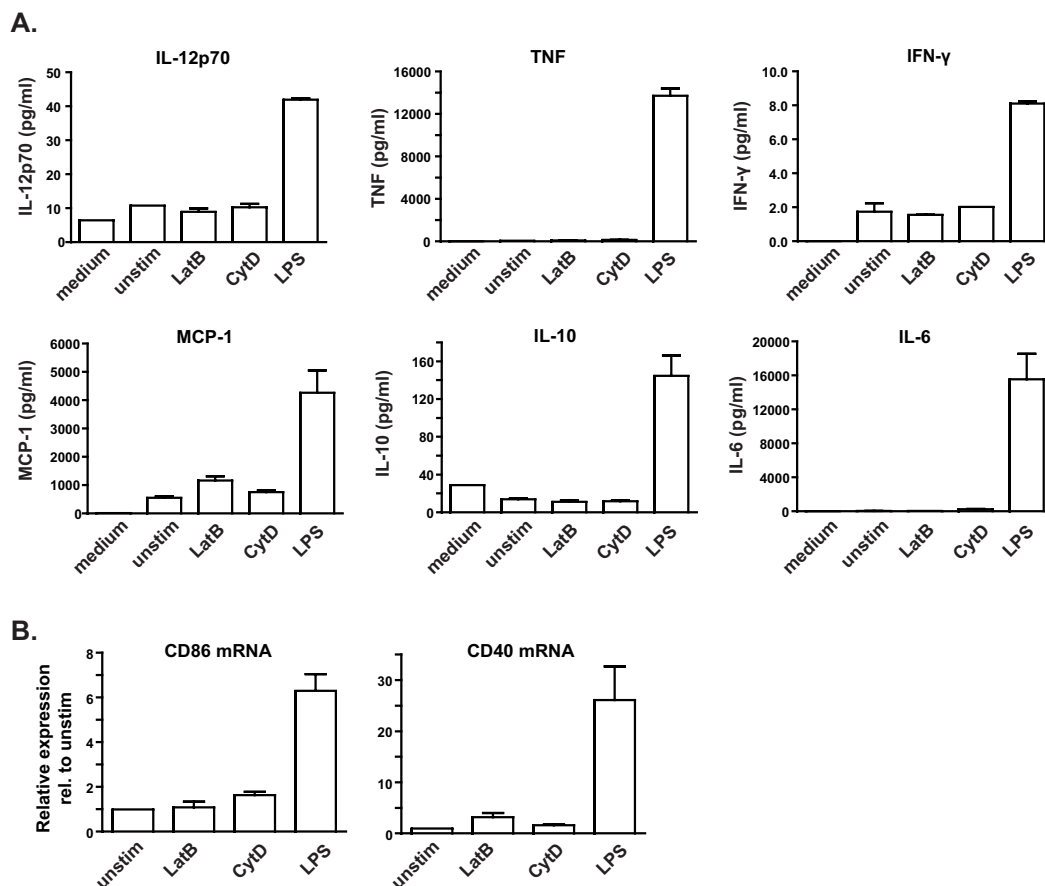 A.
IL-12p70
IL-12p70 (pg/ml)
50
40
30
20
10
0
medium
unstim
LatB
CytD
LPS
TNF
TNF (pg/ml)
16000
12000
8000
4000
0
medium
unstim
LatB
CytD
LPS
IFN-γ
IFN-γ (pg/ml)
10.0
8.0
6.0
4.0
2.0
0.0
medium
unstim
LatB
CytD
LPS
MCP-1
MCP-1 (pg/ml)
6000
5000
4000
3000
2000
1000
0
medium
unstim
LatB
CytD
LPS
IL-10
IL-10 (pg/ml)
160
120
80
40
0
medium
unstim
LatB
CytD
LPS
IL-6
IL-6 (pg/ml)
20000
16000
12000
8000
4000
0
medium
unstim
LatB
CytD
LPS
B.
CD86 mRNA
Relative expression
rel. to unstim
8
6
4
2
0
unstim
LatB
CytD
LPS
CD40 mRNA
30
20
10
0
unstim
LatB
CytD
LPS